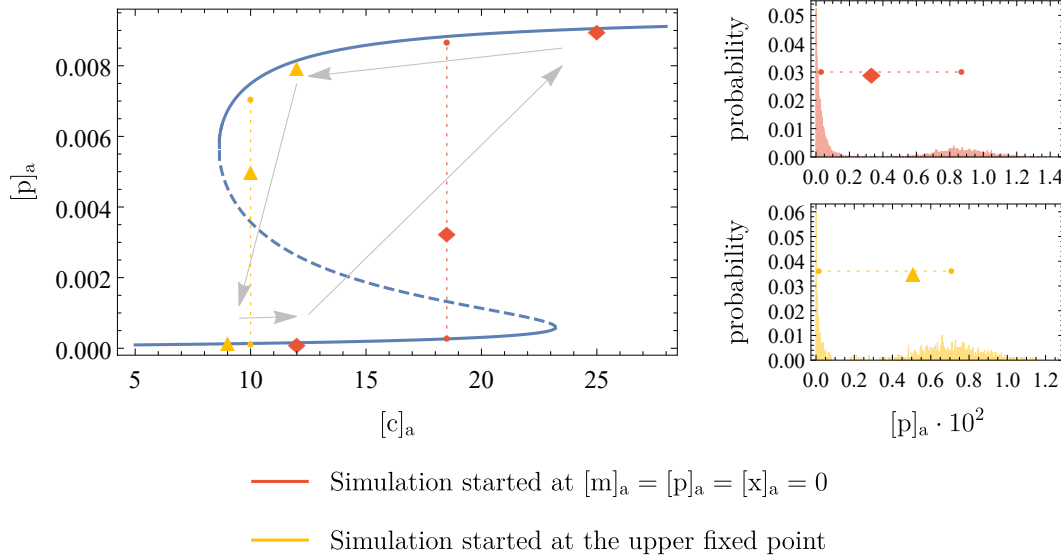 [p]a
0.008
0.006
0.004
0.002
0.000
5 10 15 20 25
[c]a
probability
0.05
0.04
0.03
0.02
0.01
0.00
0.0 0.2 0.4 0.6 0.8 1.0 1.2 1.4
probability
0.06
0.05
0.04
0.03
0.02
0.01
0.00
0.0 0.2 0.4 0.6 0.8 1.0 1.2
[p]a · 10²
Simulation started at [m]a = [p]a = [x]a = 0
Simulation started at the upper fixed point